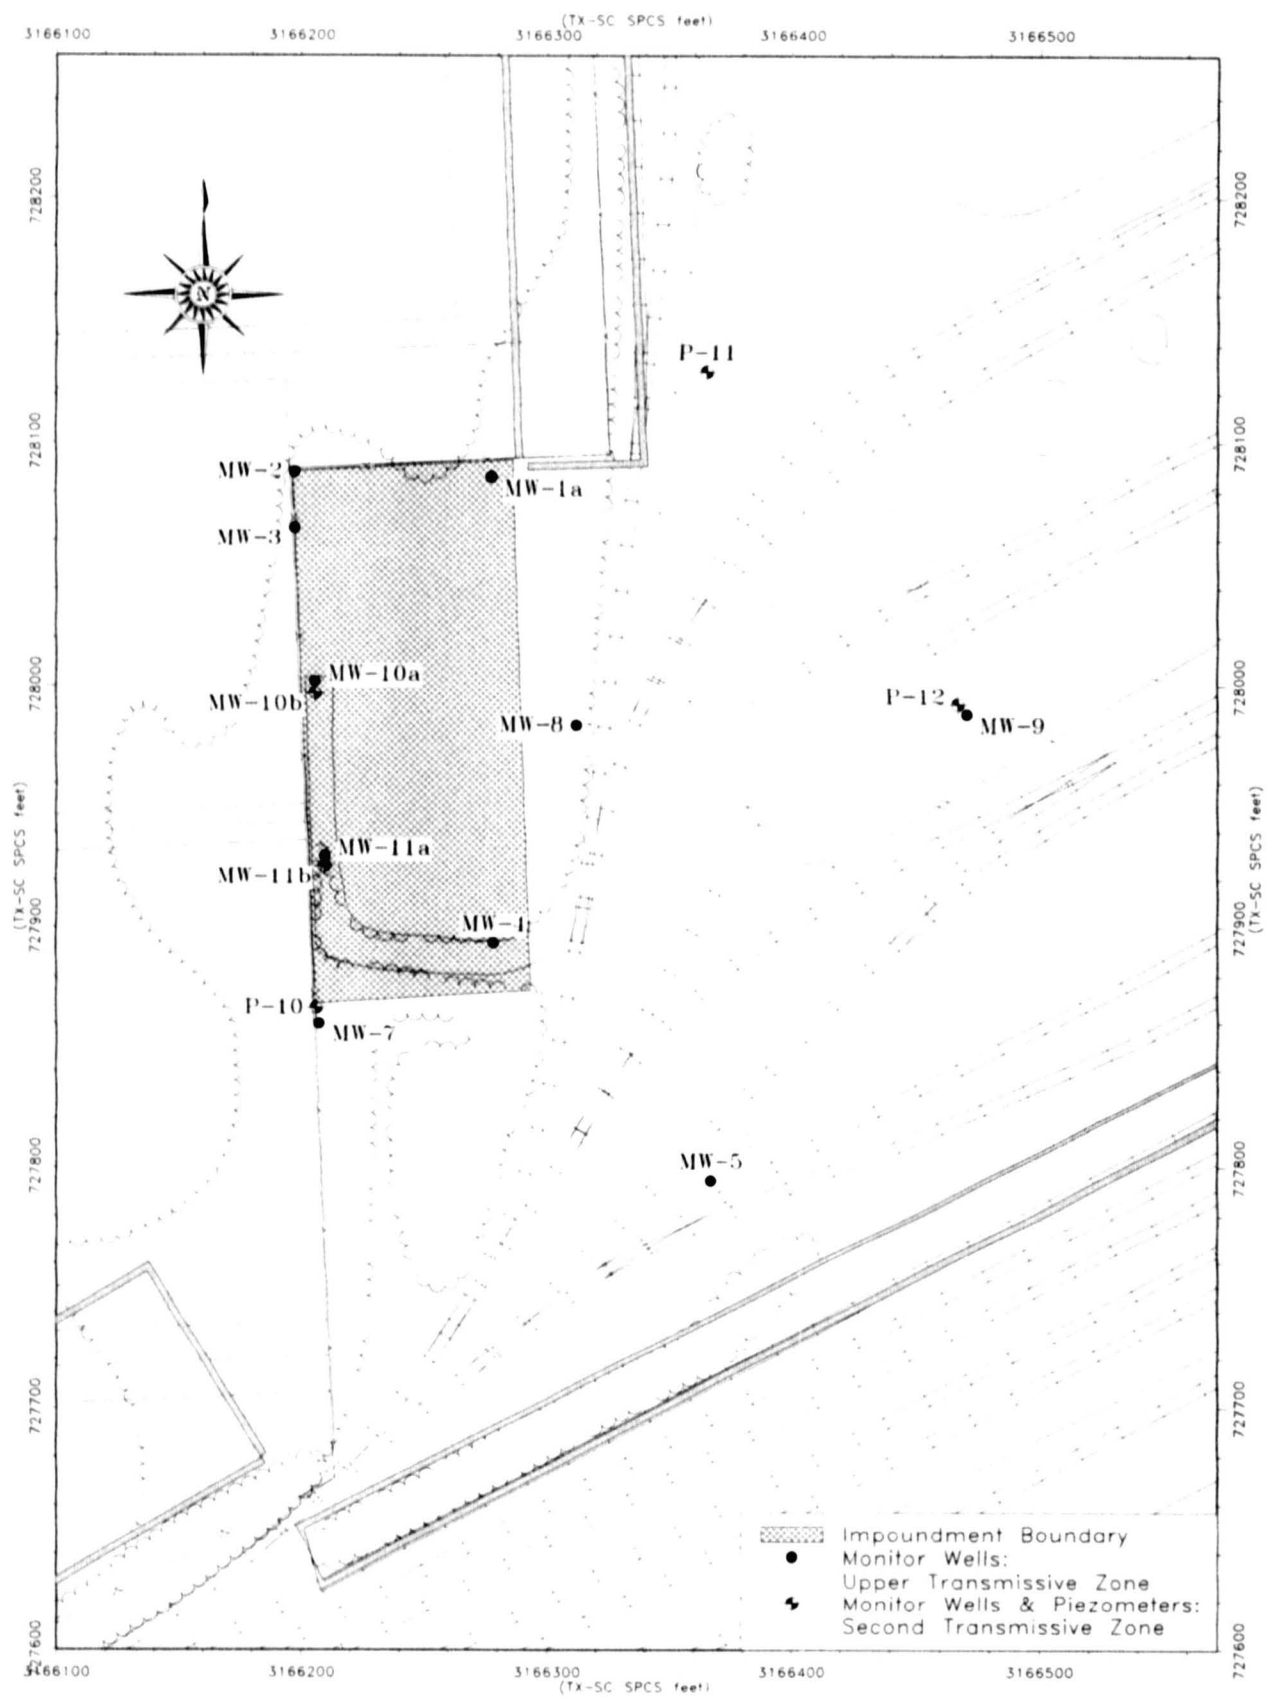 (TX-SC SPCS feet)
3166100 3166200 3166300 3166400 3166500
728200 728200
N
P-11
728100 728100
MW-2
MW-1a
MW-3
MW-10a
728000 728000
MW-10b
P-12
MW-8
MW-9
(TX-SC SPCS feet) (TX-SC SPCS feet)
MW-11a
MW-11b
727900 727900
MW-4
P-10
MW-7
727800 727800
MW-5
727700 727700
Impoundment Boundary
Monitor Wells:
Upper Transmissive Zone
Monitor Wells & Piezometers:
Second Transmissive Zone
727600 727600
3166100 3166200 3166300 3166400 3166500
(TX-SC SPCS feet)